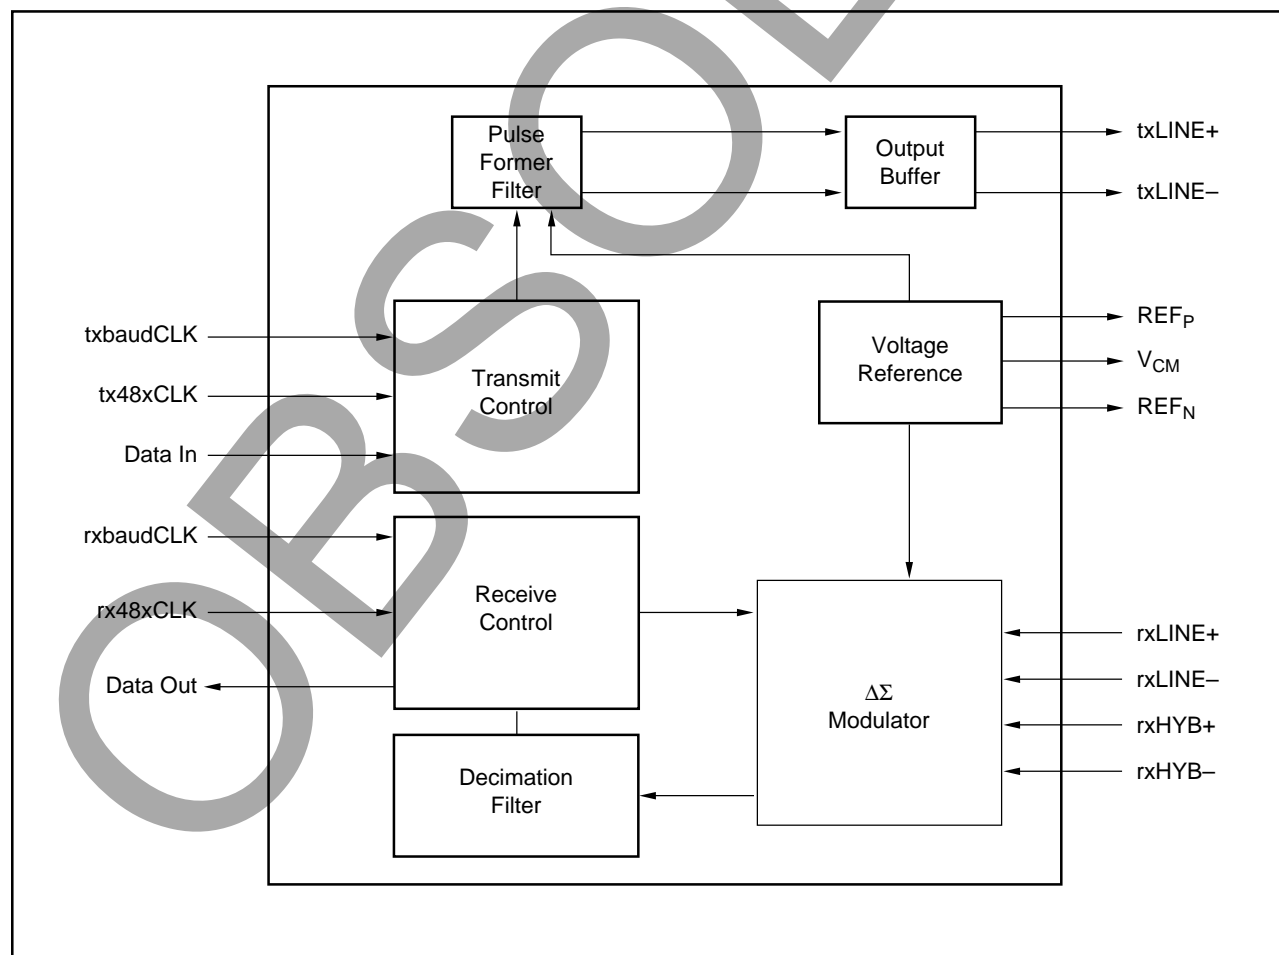 Pulse
Former
Filter
Output
Buffer
txLINE+
txLINE–
txbaudCLK
tx48xCLK
Data In
Transmit
Control
Voltage
Reference
REFP
VCM
REFN
rxbaudCLK
rx48xCLK
Data Out
Receive
Control
ΔΣ
Modulator
rxLINE+
rxLINE–
rxHYB+
rxHYB–
Decimation
Filter
OBSOL